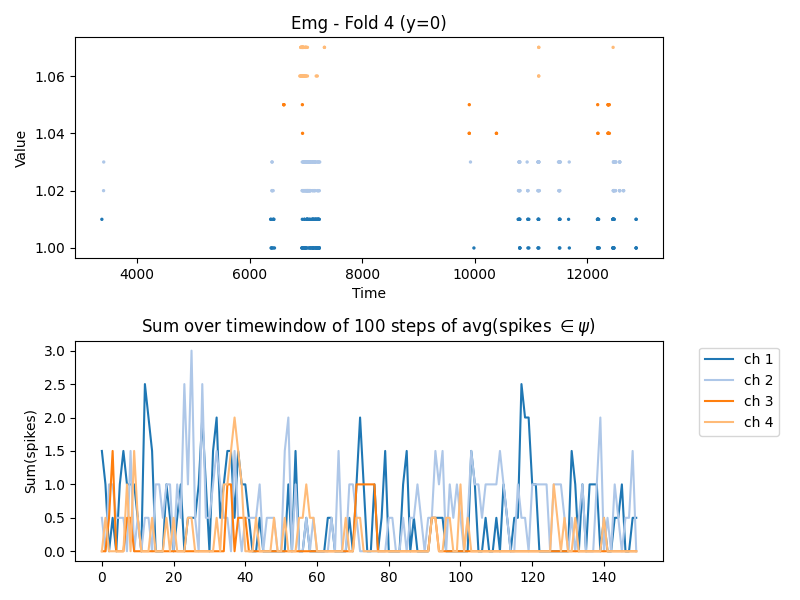 Emg - Fold 4 (y=0)
1.06
1.04
1.02
1.00
Value
4000 6000 8000 10000 12000
Time
Sum over timewindow of 100 steps of avg(spikes ∈ψ)
3.0
2.5
2.0
1.5
1.0
0.5
0.0
Sum(spikes)
0 20 40 60 80 100 120 140
ch 1
ch 2
ch 3
ch 4